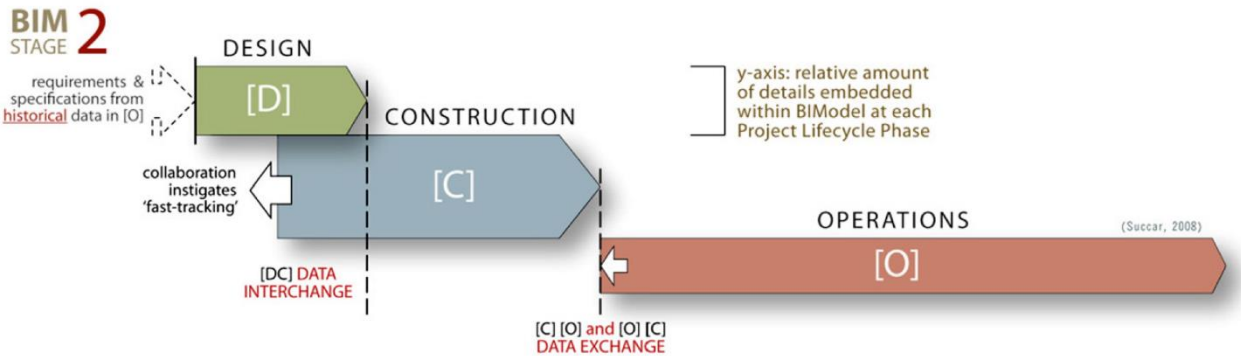 BIM
STAGE 2
DESIGN
requirements &
specifications from
historical data in [O]
[D]
y-axis: relative amount
of details embedded
within BIModel at each
Project Lifecycle Phase
CONSTRUCTION
collaboration
instigates
'fast-tracking'
[C]
OPERATIONS
(Succar, 2008)
[O]
[DC] DATA
INTERCHANGE
[C] [O] and [O] [C]
DATA EXCHANGE